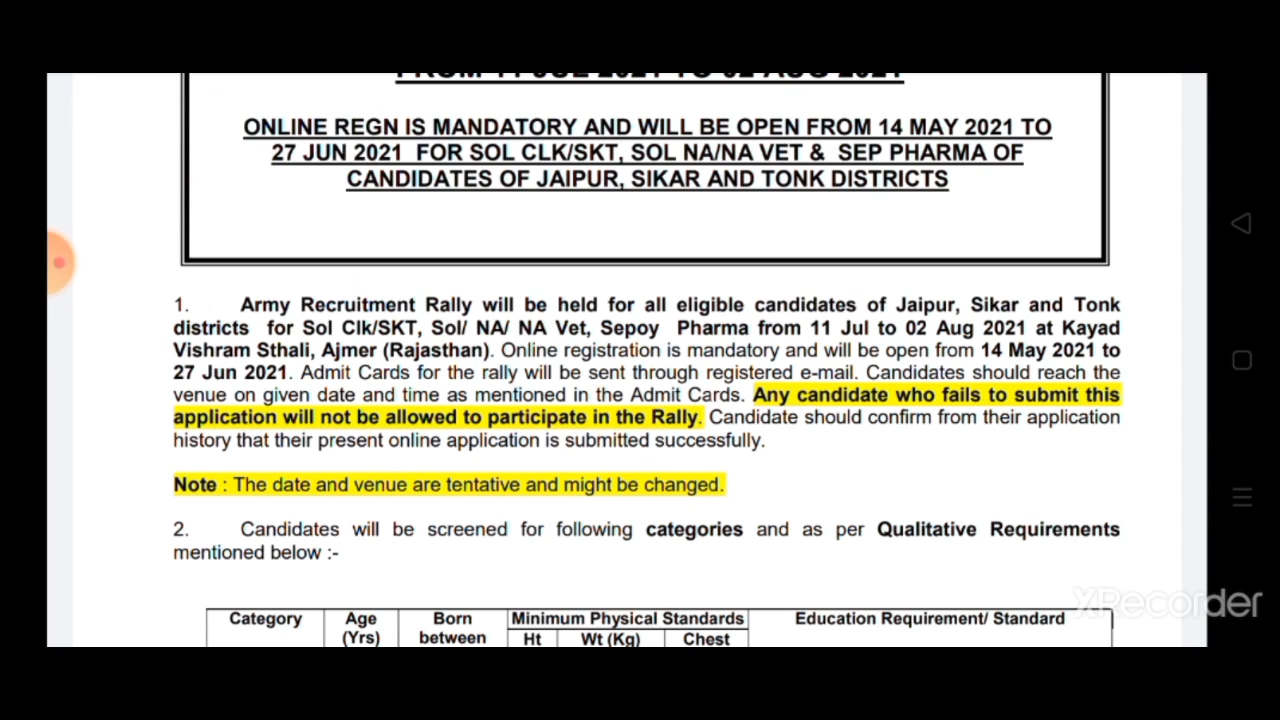 FROM 11 JUL 2021 TO 02 AUG 2021
ONLINE REGN IS MANDATORY AND WILL BE OPEN FROM 14 MAY 2021 TO
27 JUN 2021 FOR SOL CLK/SKT, SOL NA/NA VET & SEP PHARMA OF
CANDIDATES OF JAIPUR, SIKAR AND TONK DISTRICTS
1. Army Recruitment Rally will be held for all eligible candidates of Jaipur, Sikar and Tonk
districts for Sol Clk/SKT, Sol/ NA/ NA Vet, Sepoy Pharma from 11 Jul to 02 Aug 2021 at Kayad
Vishram Sthali, Ajmer (Rajasthan). Online registration is mandatory and will be open from 14 May 2021 to
27 Jun 2021. Admit Cards for the rally will be sent through registered e-mail. Candidates should reach the
venue on given date and time as mentioned in the Admit Cards. Any candidate who fails to submit this
application will not be allowed to participate in the Rally. Candidate should confirm from their application
history that their present online application is submitted successfully.
Note : The date and venue are tentative and might be changed.
2. Candidates will be screened for following categories and as per Qualitative Requirements
mentioned below :-
Category Age Born Minimum Physical Standards Education Requirement/ Standard
(Yrs) between Ht Wt (Kg) Chest
XRecorder